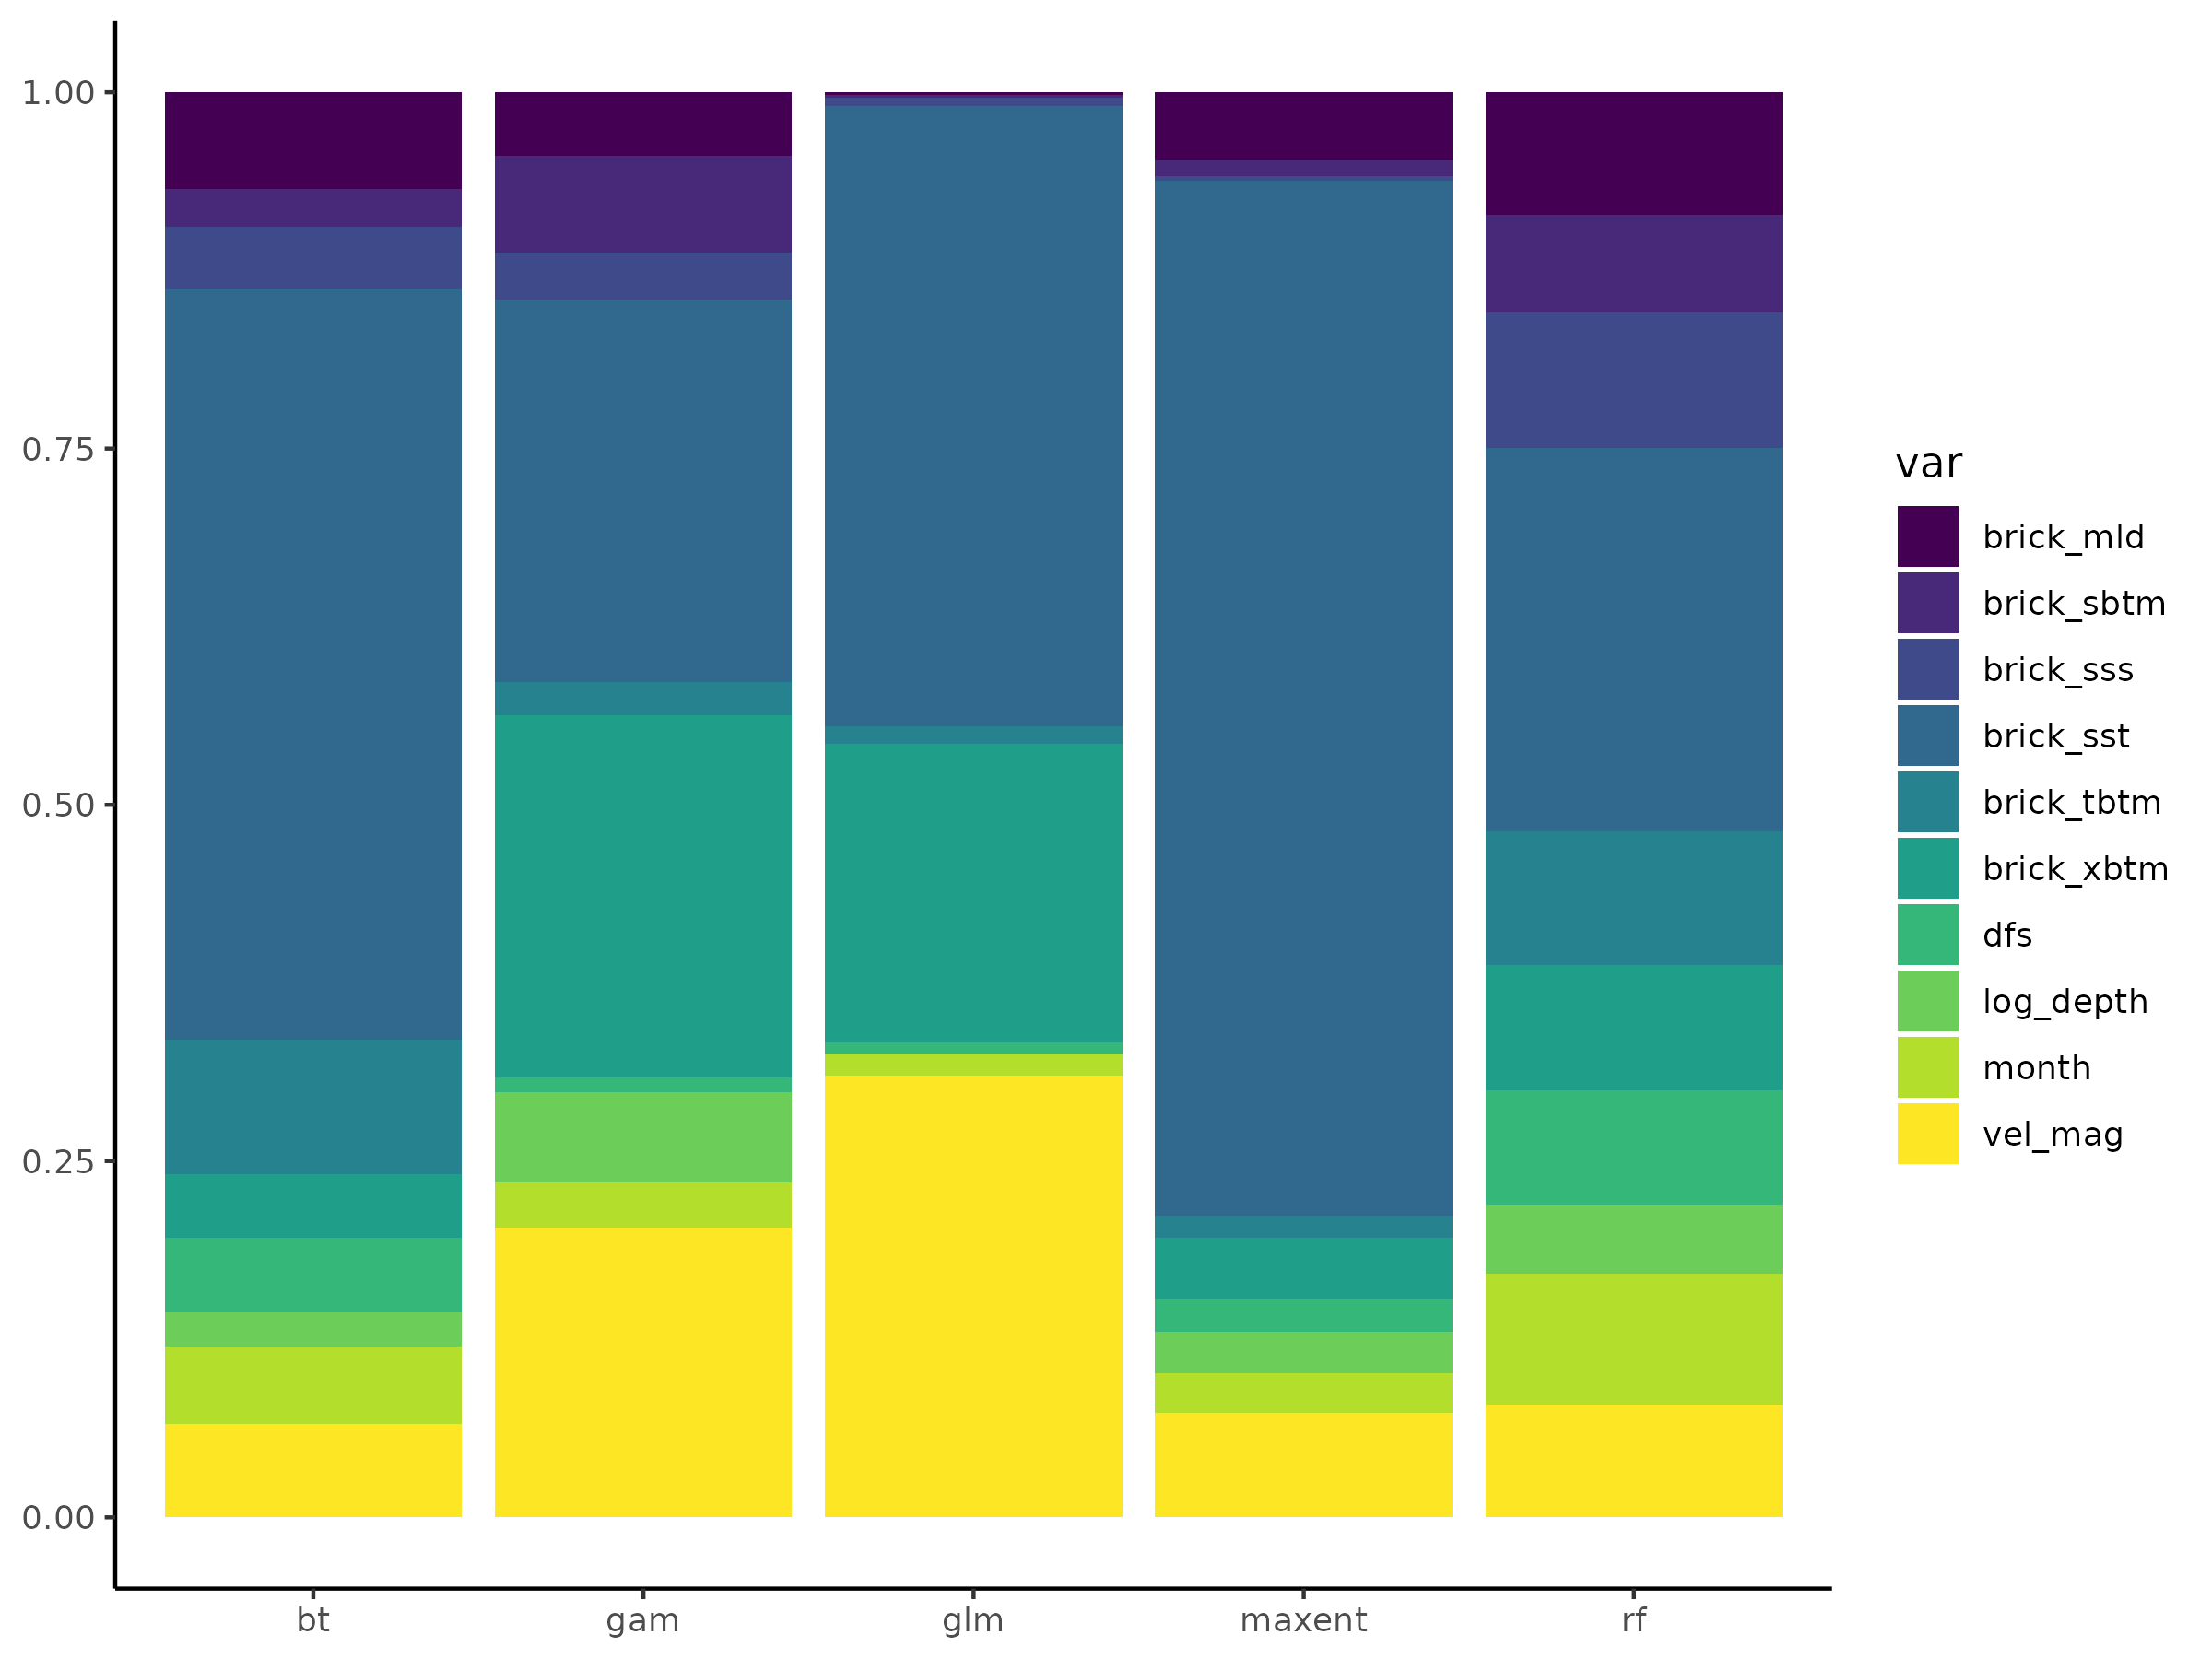 1.00
0.75
0.50
0.25
0.00
bt gam glm maxent rf
var
brick_mld
brick_sbtm
brick_sss
brick_sst
brick_tbtm
brick_xbtm
dfs
log_depth
month
vel_mag